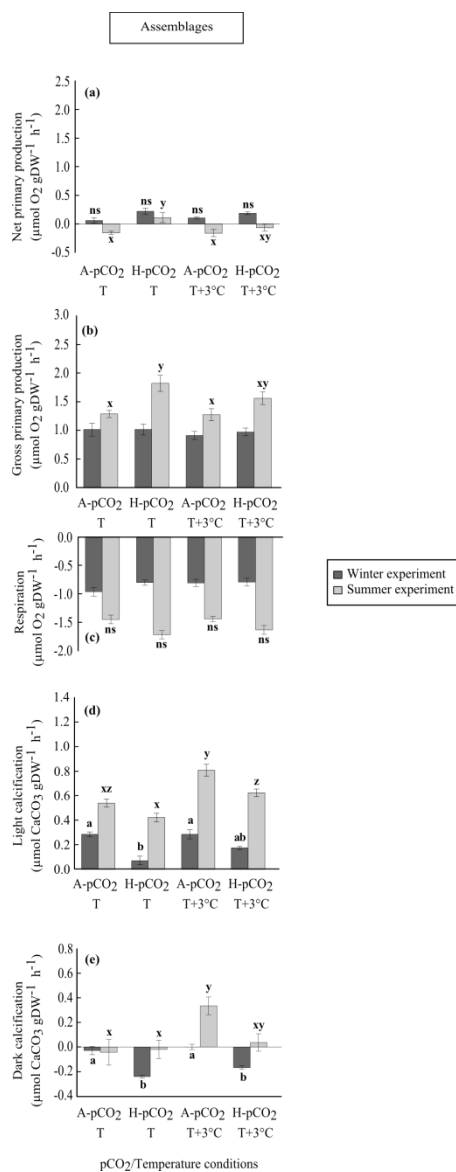 Assemblages
(a)
Net primary production
(µmol O2 gDW-1 h-1)
2.5
2.0
1.5
1.0
0.5
0.0
-0.5
ns
x
ns
y
ns
x
ns
xy
A-pCO2 H-pCO2 A-pCO2 H-pCO2
T T T+3°C T+3°C
(b)
Gross primary production
(µmol O2 gDW-1 h-1)
3.0
2.5
2.0
1.5
1.0
0.5
0.0
x
y
x
xy
A-pCO2 H-pCO2 A-pCO2 H-pCO2
T T T+3°C T+3°C
Respiration
(µmol O2 gDW-1 h-1)
-0.0
-0.5
-1.0
-1.5
-2.0
(c)
ns
ns
ns
ns
Winter experiment
Summer experiment
(d)
Light calcification
(µmol CaCO3 gDW-1 h-1)
1.4
1.2
1.0
0.8
0.6
0.4
0.2
0.0
a
xz
b
x
a
y
ab
z
A-pCO2 H-pCO2 A-pCO2 H-pCO2
T T T+3°C T+3°C
(e)
Dark calcification
(µmol CaCO3 gDW-1 h-1)
0.8
0.6
0.4
0.2
-0.0
-0.2
-0.4
a
x
b
x
a
y
b
xy
A-pCO2 H-pCO2 A-pCO2 H-pCO2
T T T+3°C T+3°C
pCO2/Temperature conditions